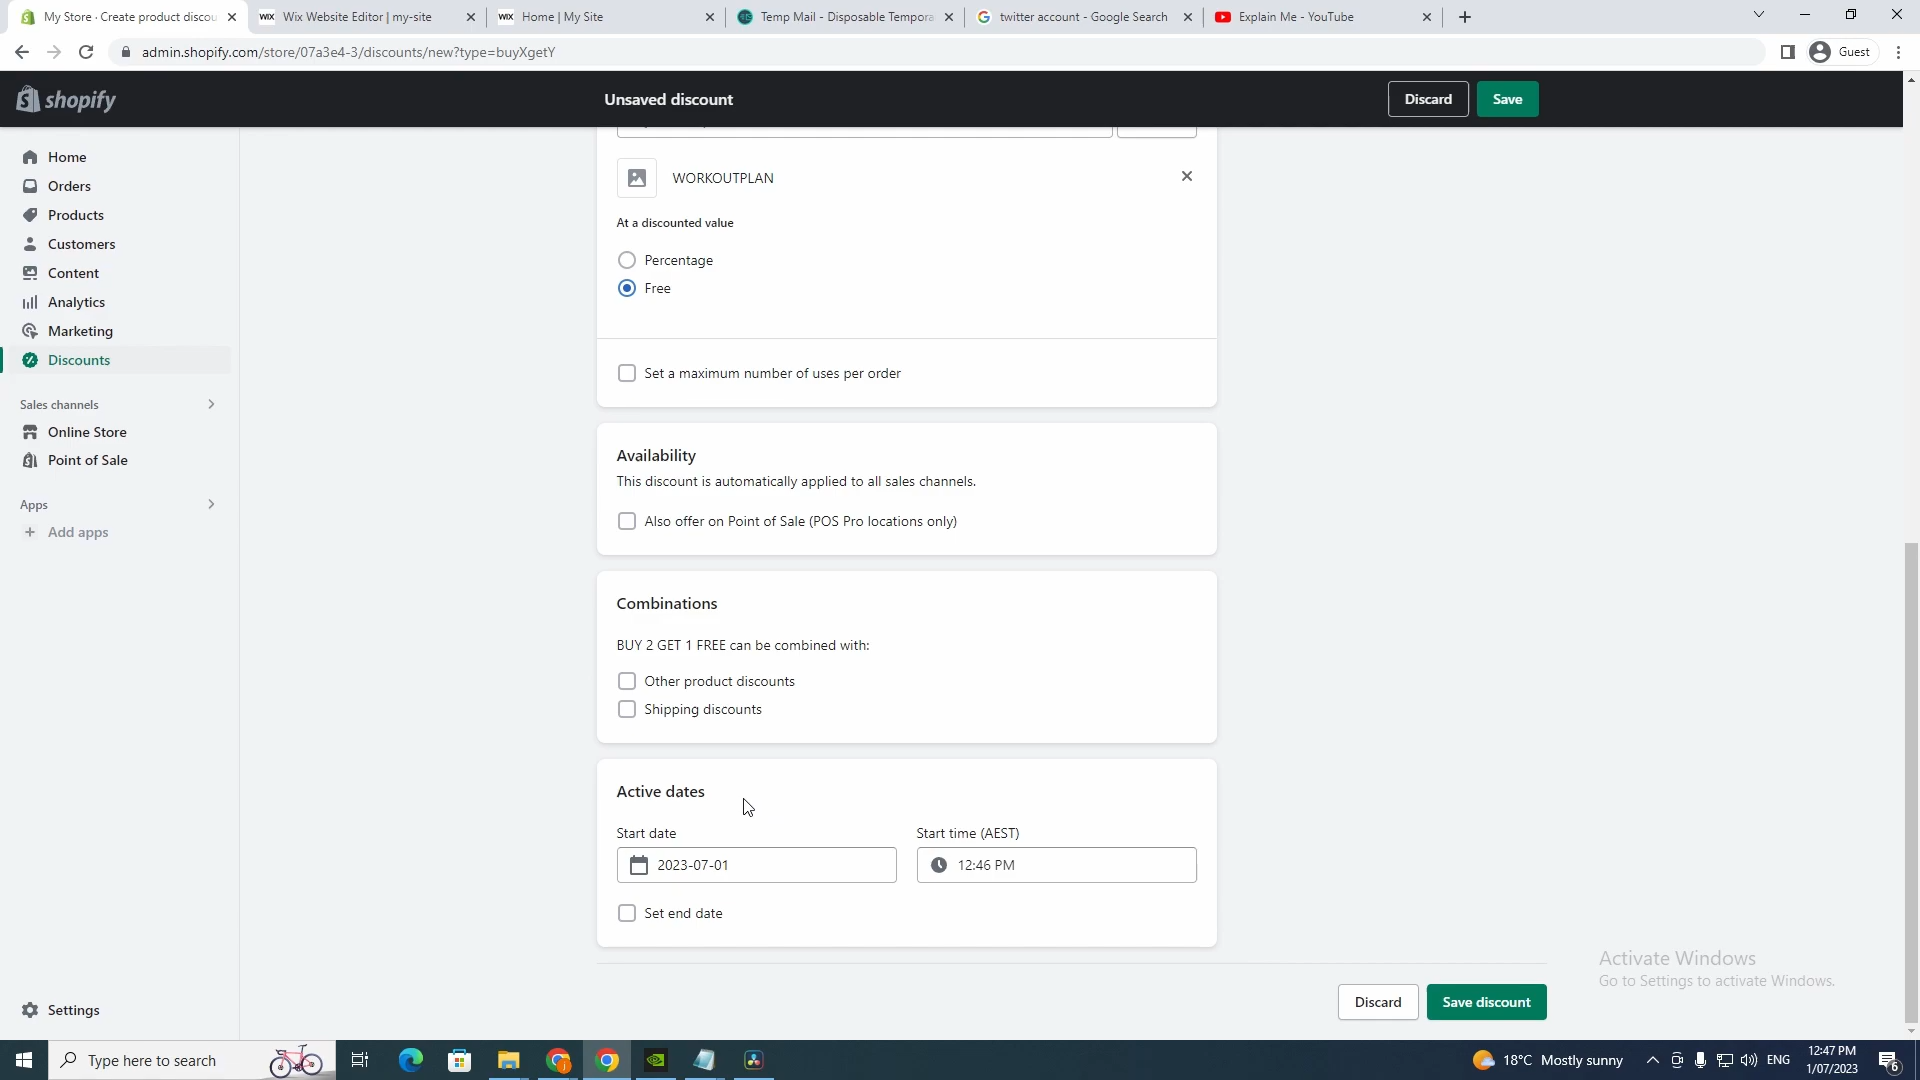 My Store · Create product discou
Wix Website Editor | my-site
Home | My Site
Temp Mail - Disposable Tempora
twitter account - Google Search
Explain Me - YouTube
admin.shopify.com/store/07a3e4-3/discounts/new?type=buyXgetY
Guest
shopify
Unsaved discount
Discard
Save
Home
Orders
Products
Customers
Content
Analytics
Marketing
Discounts
Sales channels
Online Store
Point of Sale
Apps
Add apps
Settings
WORKOUTPLAN
At a discounted value
Percentage
Free
Set a maximum number of uses per order
Availability
This discount is automatically applied to all sales channels.
Also offer on Point of Sale (POS Pro locations only)
Combinations
BUY 2 GET 1 FREE can be combined with:
Other product discounts
Shipping discounts
Active dates
Start date
Start time (AEST)
2023-07-01
12:46 PM
Set end date
Discard
Save discount
Activate Windows
Go to Settings to activate Windows.
Type here to search
18°C Mostly sunny
ENG
12:47 PM
1/07/2023
6